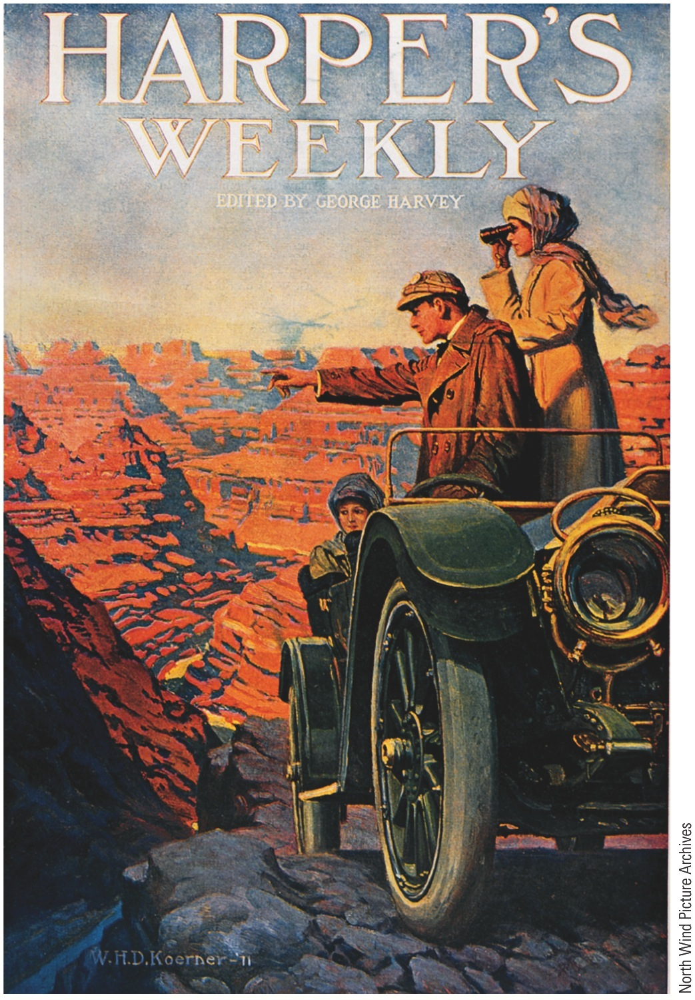 HARPER'S
WEEKLY
EDITED BY GEORGE HARVEY
W.H.D.Koerner-'11
North Wind Picture Archives